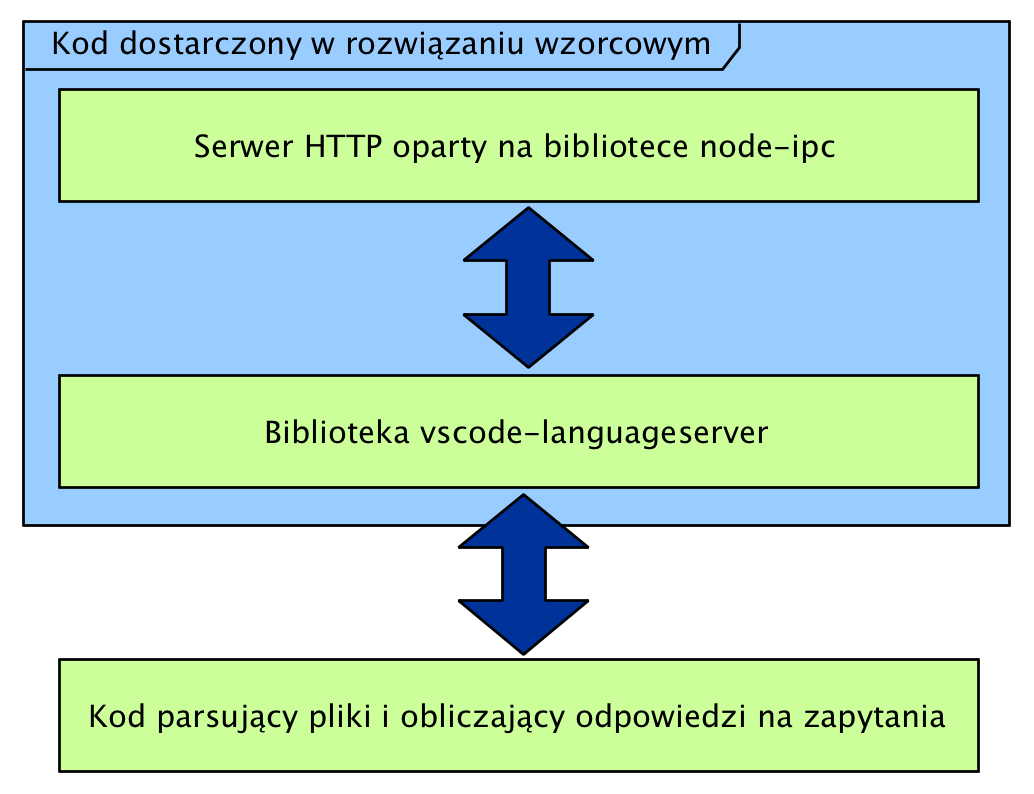 Kod dostarczony w rozwiązaniu wzorcowym
Serwer HTTP oparty na bibliotece node-ipc
Biblioteka vscode-languageserver
Kod parsujący pliki i obliczający odpowiedzi na zapytania